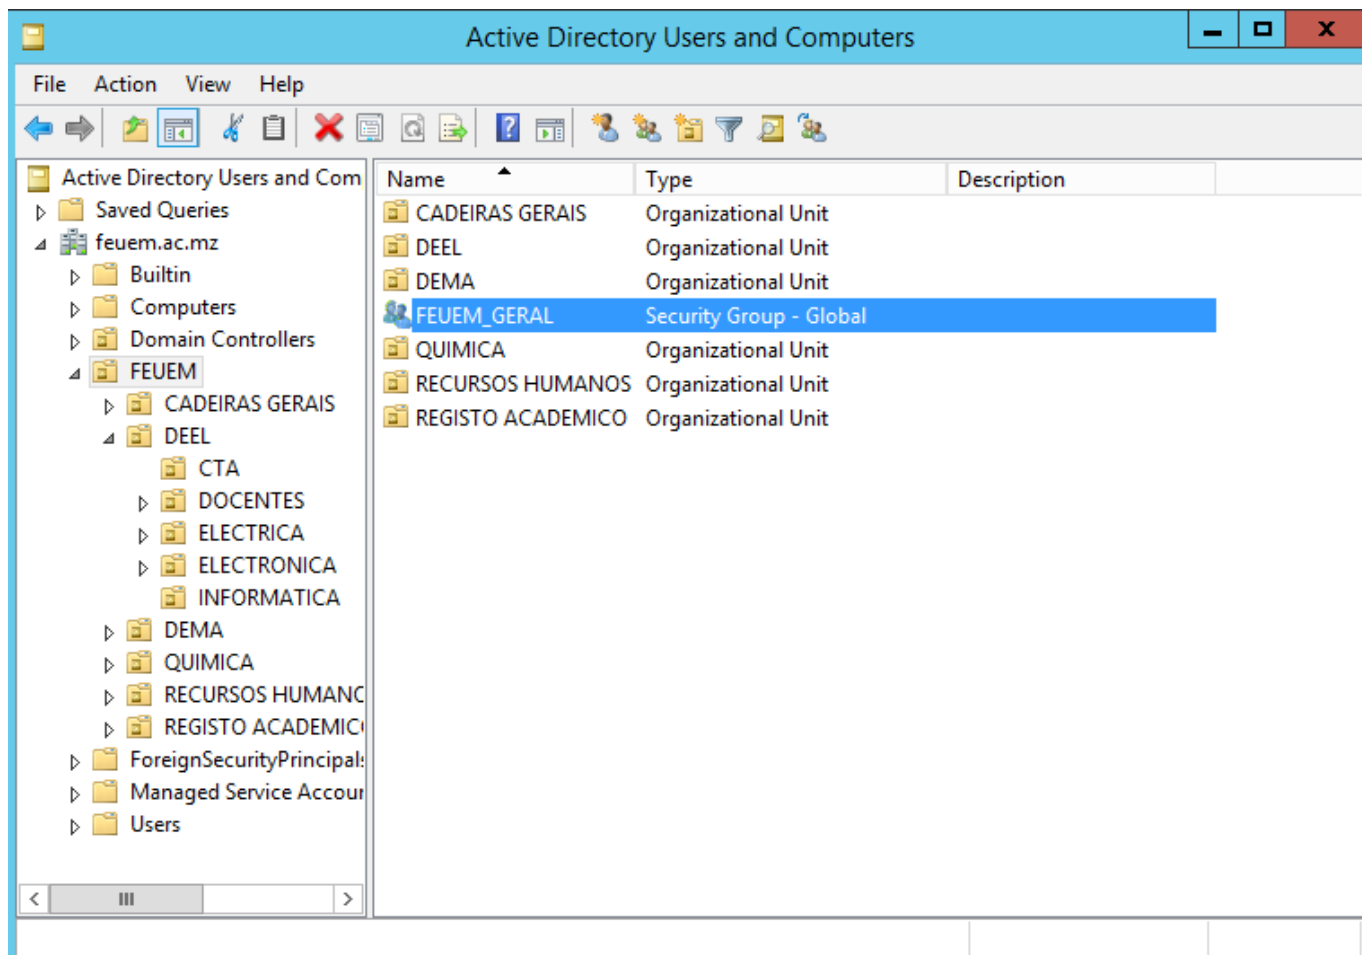 Active Directory Users and Computers
File Action View Help
Active Directory Users and Com
Saved Queries
feuem.ac.mz
Builtin
Computers
Domain Controllers
FEUEM
CADEIRAS GERAIS
DEEL
CTA
DOCENTES
ELECTRICA
ELECTRONICA
INFORMATICA
DEMA
QUIMICA
RECURSOS HUMANO
REGISTO ACADEMIC
ForeignSecurityPrincipals
Managed Service Accour
Users
Name Type Description
CADEIRAS GERAIS Organizational Unit
DEEL Organizational Unit
DEMA Organizational Unit
FEUEM_GERAL Security Group - Global
QUIMICA Organizational Unit
RECURSOS HUMANOS Organizational Unit
REGISTO ACADEMICO Organizational Unit